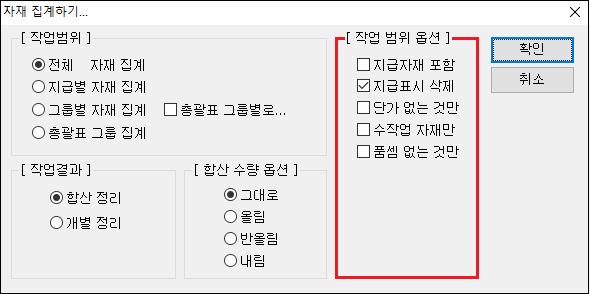 자재 집계하기...
[ 작업범위 ]
전체 자재 집계
지급별 자재 집계
그룹별 자재 집계 총괄표 그룹별로...
총괄표 그룹 집계
[ 작업결과 ]
합산 정리
개별 정리
[ 합산 수량 옵션 ]
그대로
올림
반올림
내림
[ 작업 범위 옵션 ]
지급자재 포함
지급표시 삭제
단가 없는 것만
수작업 자재만
품셈 없는 것만
확인
취소